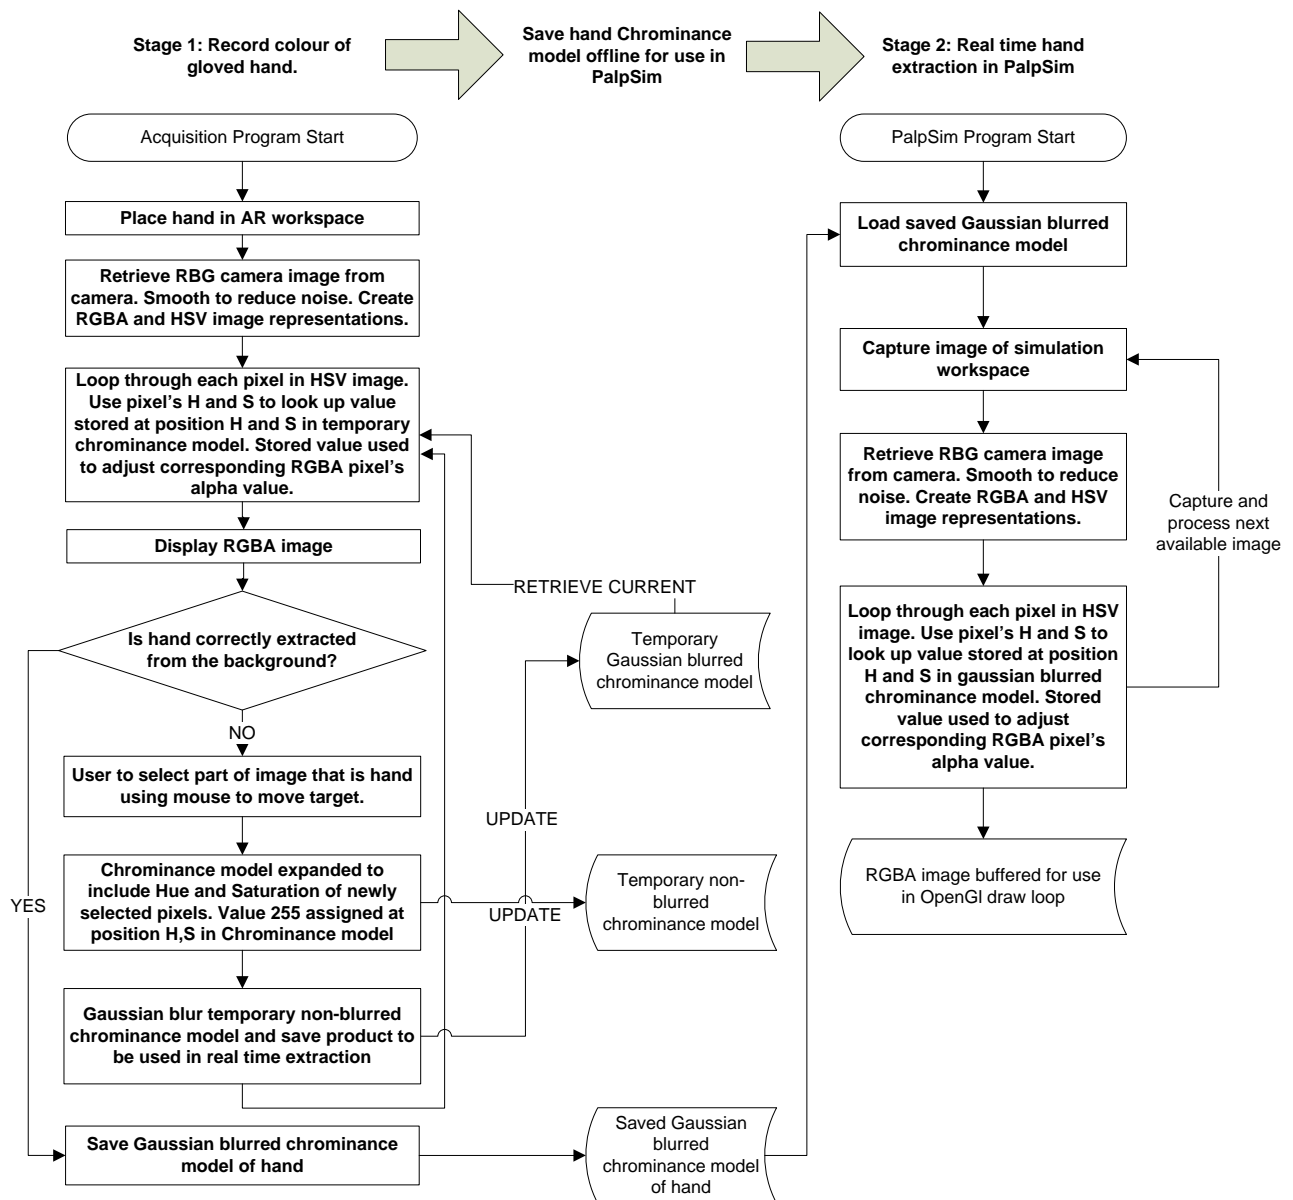 Stage 1: Record colour of
gloved hand.
Save hand Chrominance
model offline for use in
PalpSim
Stage 2: Real time hand
extraction in PalpSim
Acquisition Program Start
Place hand in AR workspace
Retrieve RBG camera image from
camera. Smooth to reduce noise. Create
RGBA and HSV image representations.
Loop through each pixel in HSV image.
Use pixel's H and S to look up value
stored at position H and S in temporary
chrominance model. Stored value used
to adjust corresponding RGBA pixel's
alpha value.
Display RGBA image
Is hand correctly extracted
from the background?
NO
YES
User to select part of image that is hand
using mouse to move target.
Chrominance model expanded to
include Hue and Saturation of newly
selected pixels. Value 255 assigned at
position H,S in Chrominance model
Gaussian blur temporary non-blurred
chrominance model and save product to
be used in real time extraction
Save Gaussian blurred chrominance
model of hand
RETRIEVE CURRENT
Temporary
Gaussian blurred
chrominance model
UPDATE
UPDATE
Temporary non-
blurred
chrominance model
Saved Gaussian
blurred
chrominance model
of hand
PalpSim Program Start
Load saved Gaussian blurred
chrominance model
Capture image of simulation
workspace
Retrieve RBG camera image
from camera. Smooth to reduce
noise. Create RGBA and HSV
image representations.
Capture and
process next
available image
Loop through each pixel in HSV
image. Use pixel's H and S to
look up value stored at position
H and S in gaussian blurred
chrominance model. Stored
value used to adjust
corresponding RGBA pixel's
alpha value.
RGBA image buffered for use
in OpenGl draw loop